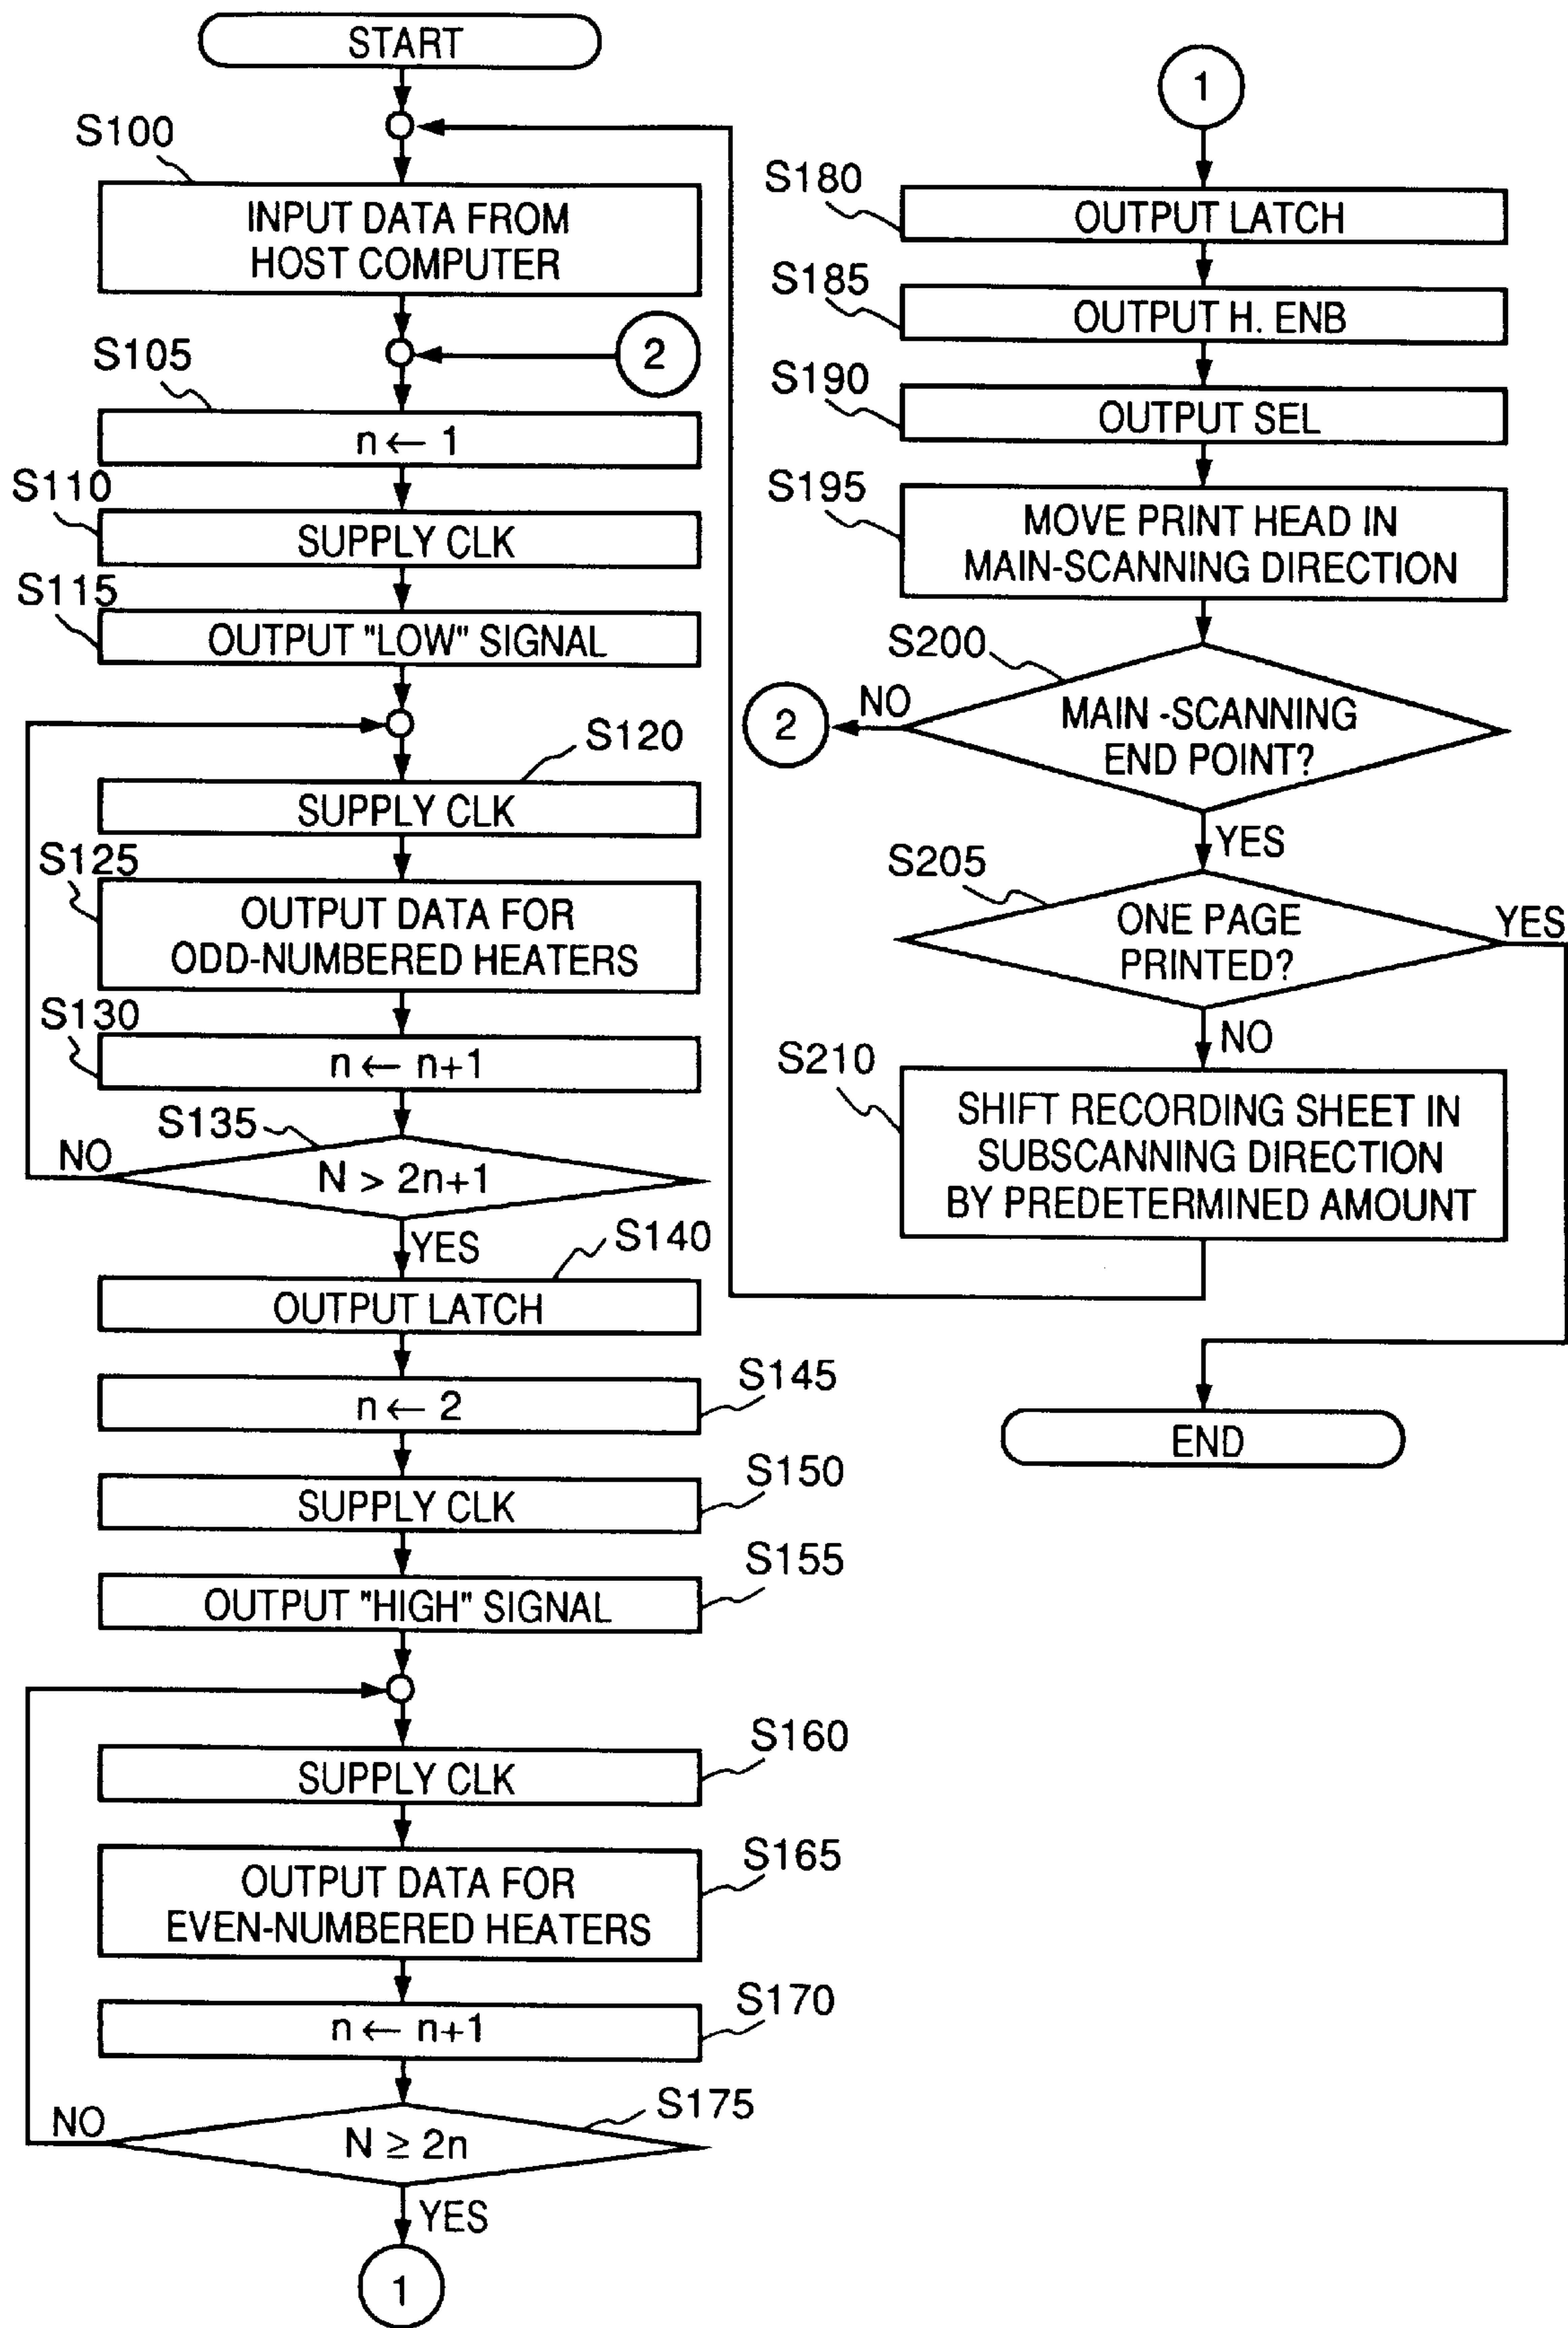 START
S100
INPUT DATA FROM
HOST COMPUTER
2
S105
n ← 1
S110
SUPPLY CLK
S115
OUTPUT "LOW" SIGNAL
S120
SUPPLY CLK
S125
OUTPUT DATA FOR
ODD-NUMBERED HEATERS
S130
n ← n+1
S135
NO
N > 2n+1
YES
S140
OUTPUT LATCH
S145
n ← 2
S150
SUPPLY CLK
S155
OUTPUT "HIGH" SIGNAL
S160
SUPPLY CLK
S165
OUTPUT DATA FOR
EVEN-NUMBERED HEATERS
S170
n ← n+1
S175
NO
N ≥ 2n
YES
1
1
S180
OUTPUT LATCH
S185
OUTPUT H. ENB
S190
OUTPUT SEL
S195
MOVE PRINT HEAD IN
MAIN-SCANNING DIRECTION
S200
2
NO
MAIN -SCANNING
END POINT?
YES
S205
ONE PAGE
PRINTED?
YES
NO
S210
SHIFT RECORDING SHEET IN
SUBSCANNING DIRECTION
BY PREDETERMINED AMOUNT
END